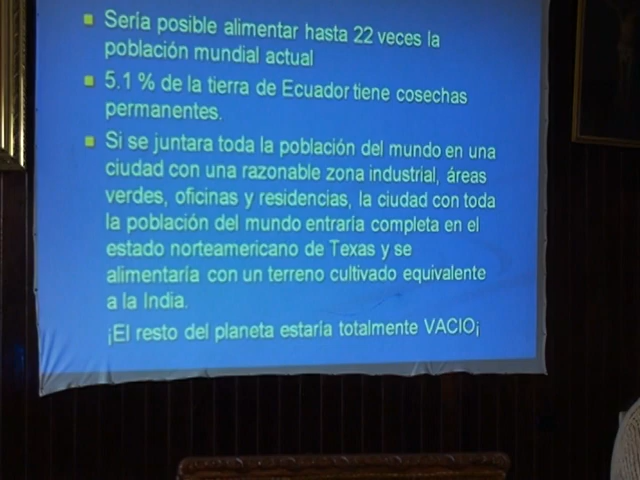 Sería posible alimentar hasta 22 veces la
población mundial actual
5.1 % de la tierra de Ecuador tiene cosechas
permanentes.
Si se juntara toda la población del mundo en una
ciudad con una razonable zona industrial, áreas
verdes, oficinas y residencias, la ciudad con toda
la población del mundo entraría completa en el
estado norteamericano de Texas y se
alimentaría con un terreno cultivado equivalente
a la India.
¡El resto del planeta estaría totalmente VACIO¡